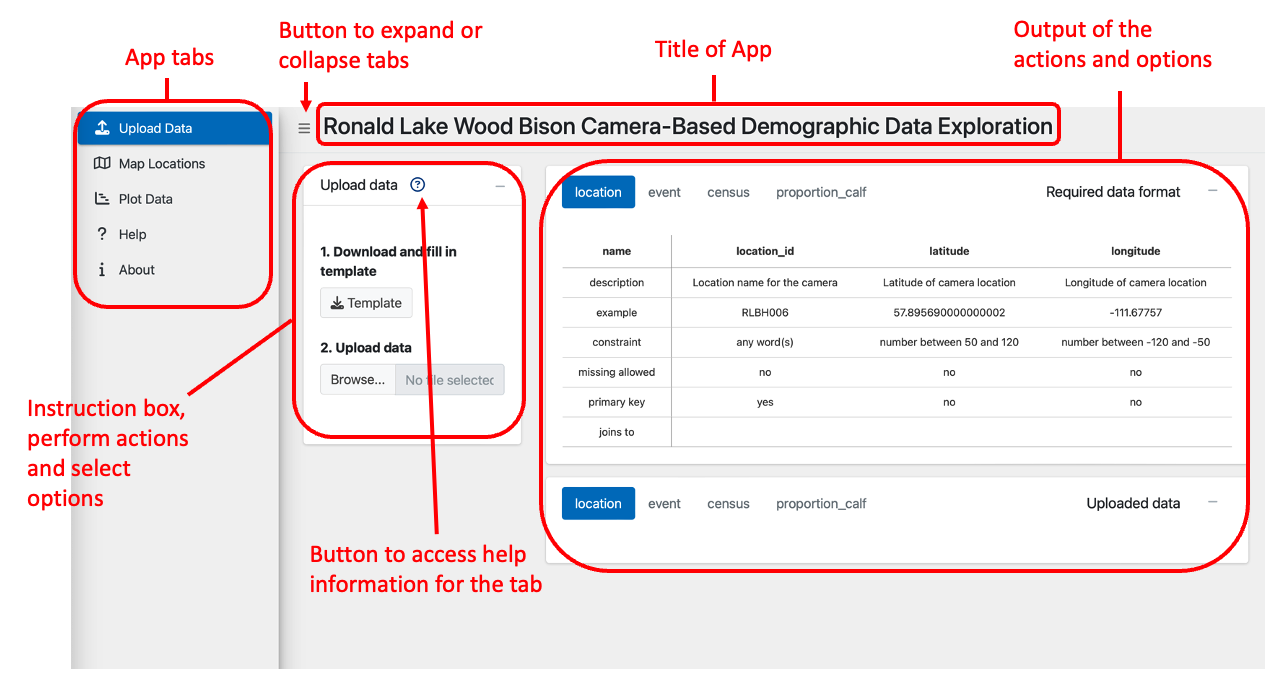 App tabs
Button to expand or
collapse tabs
Title of App
Output of the
actions and options
Upload Data
Map Locations
Plot Data
Help
About
Ronald Lake Wood Bison Camera-Based Demographic Data Exploration
Upload data
1. Download and fill in
template
Template
2. Upload data
Browse... No file selected
location event census proportion_calf Required data format
name location_id latitude longitude
description Location name for the camera Latitude of camera location Longitude of camera location
example RLBH006 57.895690000000002 -111.67757
constraint any word(s) number between 50 and 120 number between -120 and -50
missing allowed no no no
primary key yes no no
joins to
location event census proportion_calf Uploaded data
Instruction box,
perform actions
and select
options
Button to access help
information for the tab